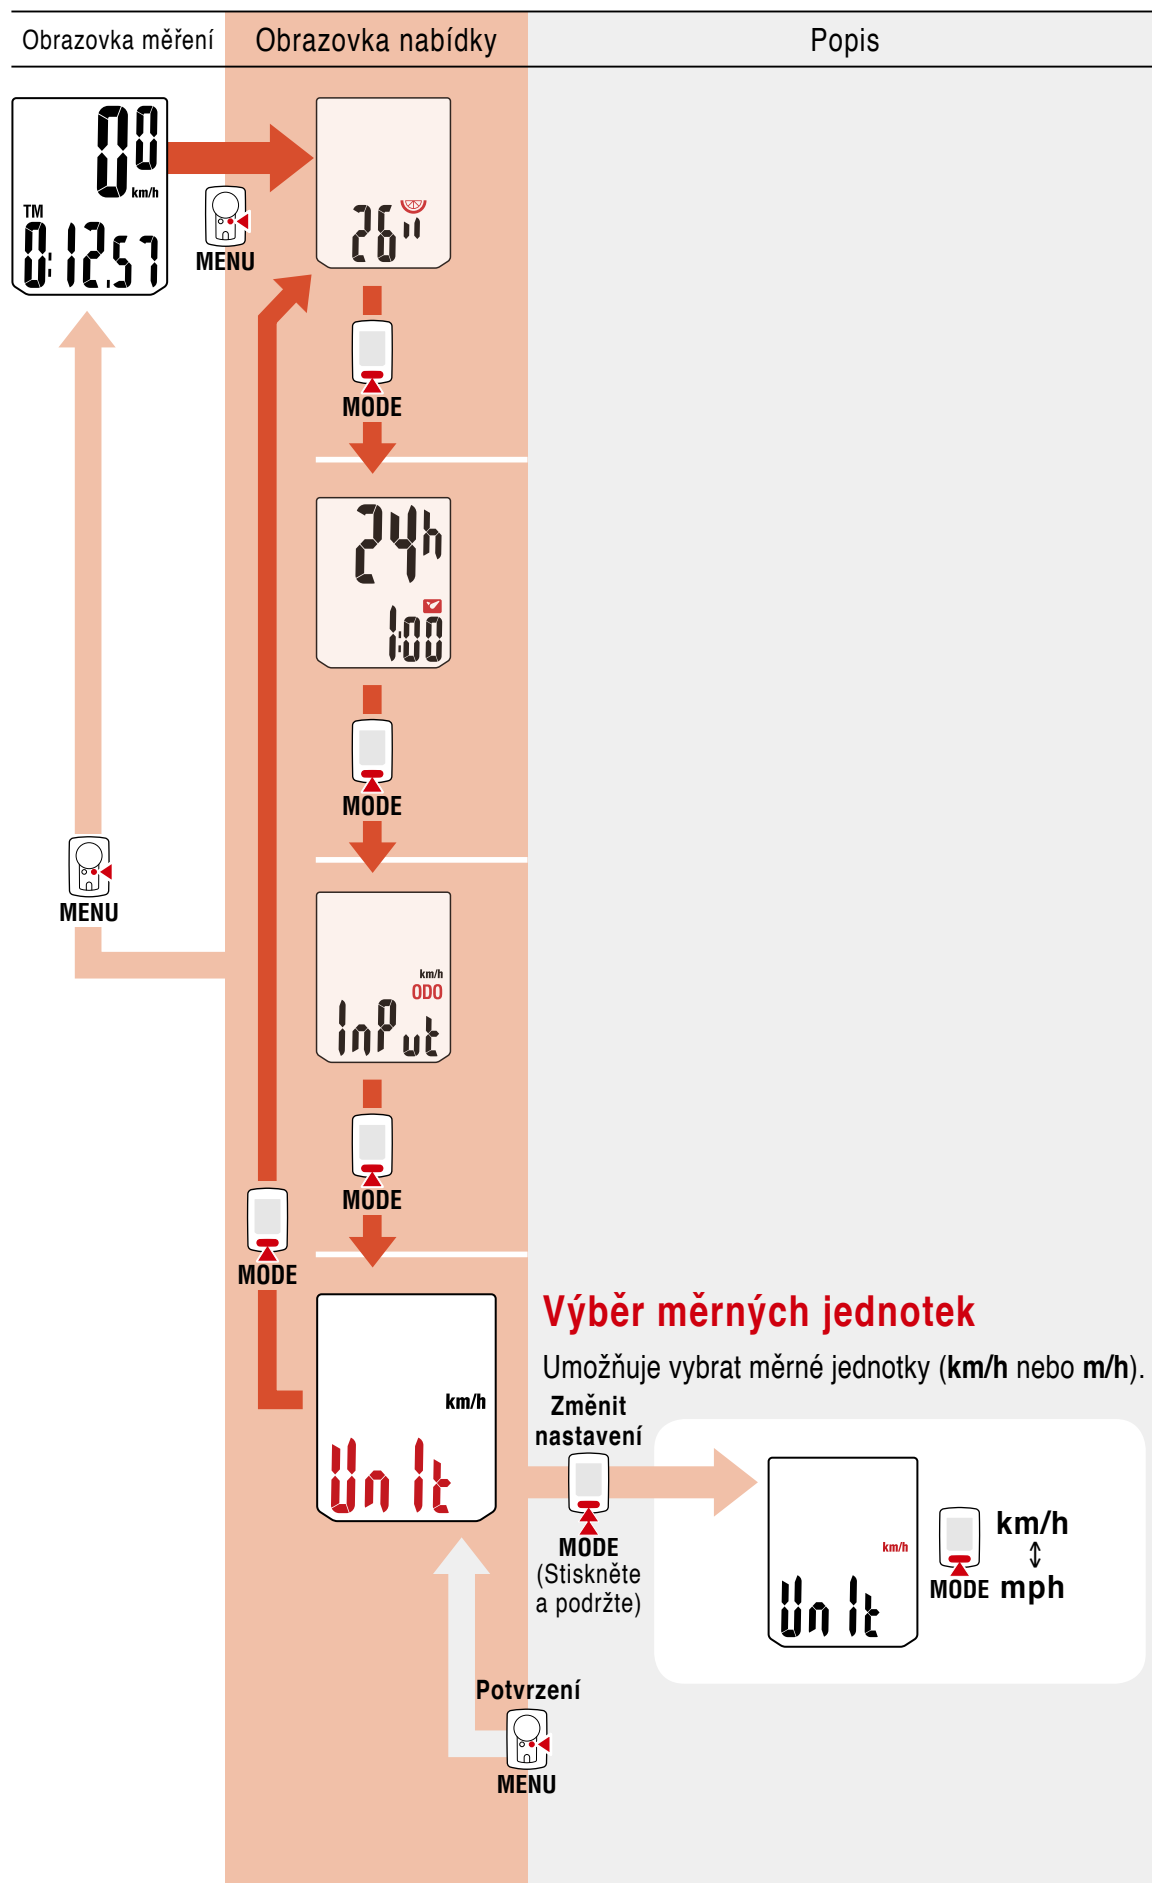 Obrazovka měření
Obrazovka nabídky
Popis
00
km/h
TM
0:12.57
MENU
26"
MODE
24h
1:00
MODE
MENU
km/h
ODO
InPut
MODE
MODE
Výběr měrných jednotek
Umožňuje vybrat měrné jednotky (km/h nebo m/h).
km/h
Unit
Změnit
nastavení
MODE
(Stiskněte
a podržte)
km/h
Unit
MODE
km/h
mph
Potvrzení
MENU